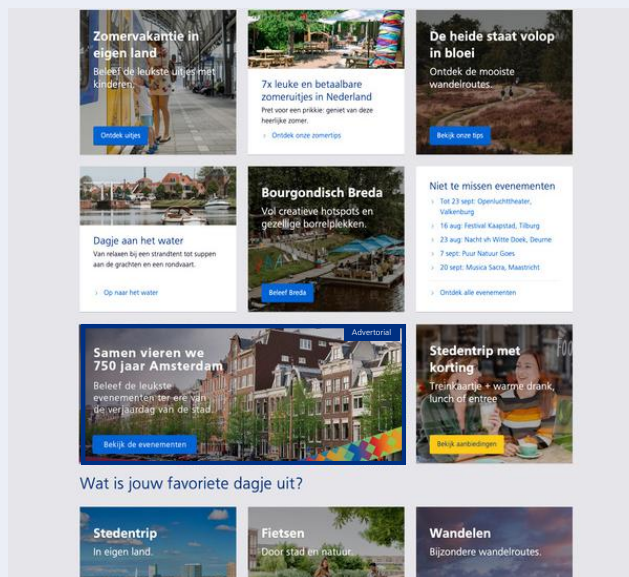 Zomervakantie in
eigen land
Beleef de leukste uitjes met
kinderen.
Ontdek uitjes
7x leuke en betaalbare
zomeruitjes in Nederland
Pret voor een prikkie: geniet van deze
heerlijke zomer.
› Ontdek onze zomertips
De heide staat volop
in bloei
Ontdek de mooiste
wandelroutes.
Bekijk onze tips
Dagje aan het water
Van relaxen bij een strandtent tot suppen
aan de grachten en een rondvaart.
› Op naar het water
Bourgondisch Breda
Vol creatieve hotspots en
gezellige borrelplekken.
Beleef Breda
Niet te missen evenementen
› Tot 23 sept: Openluchttheater,
Valkenburg
› 16 aug: Festival Kaapstad, Tilburg
› 23 aug: Nacht vh Witte Doek, Deurne
› 7 sept: Puur Natuur Goes
› 20 sept: Musica Sacra, Maastricht
› Ontdek alle evenementen
Advertorial
Samen vieren we
750 jaar Amsterdam
Beleef de leukste
evenementen ter ere van
de verjaardag van de stad.
Bekijk de evenementen
Stedentrip met
korting
Treinkaartje + warme drank,
lunch of entree
Bekijk aanbiedingen
Wat is jouw favoriete dagje uit?
Stedentrip
In eigen land.
Fietsen
Door stad en natuur.
Wandelen
Bijzondere wandelroutes.